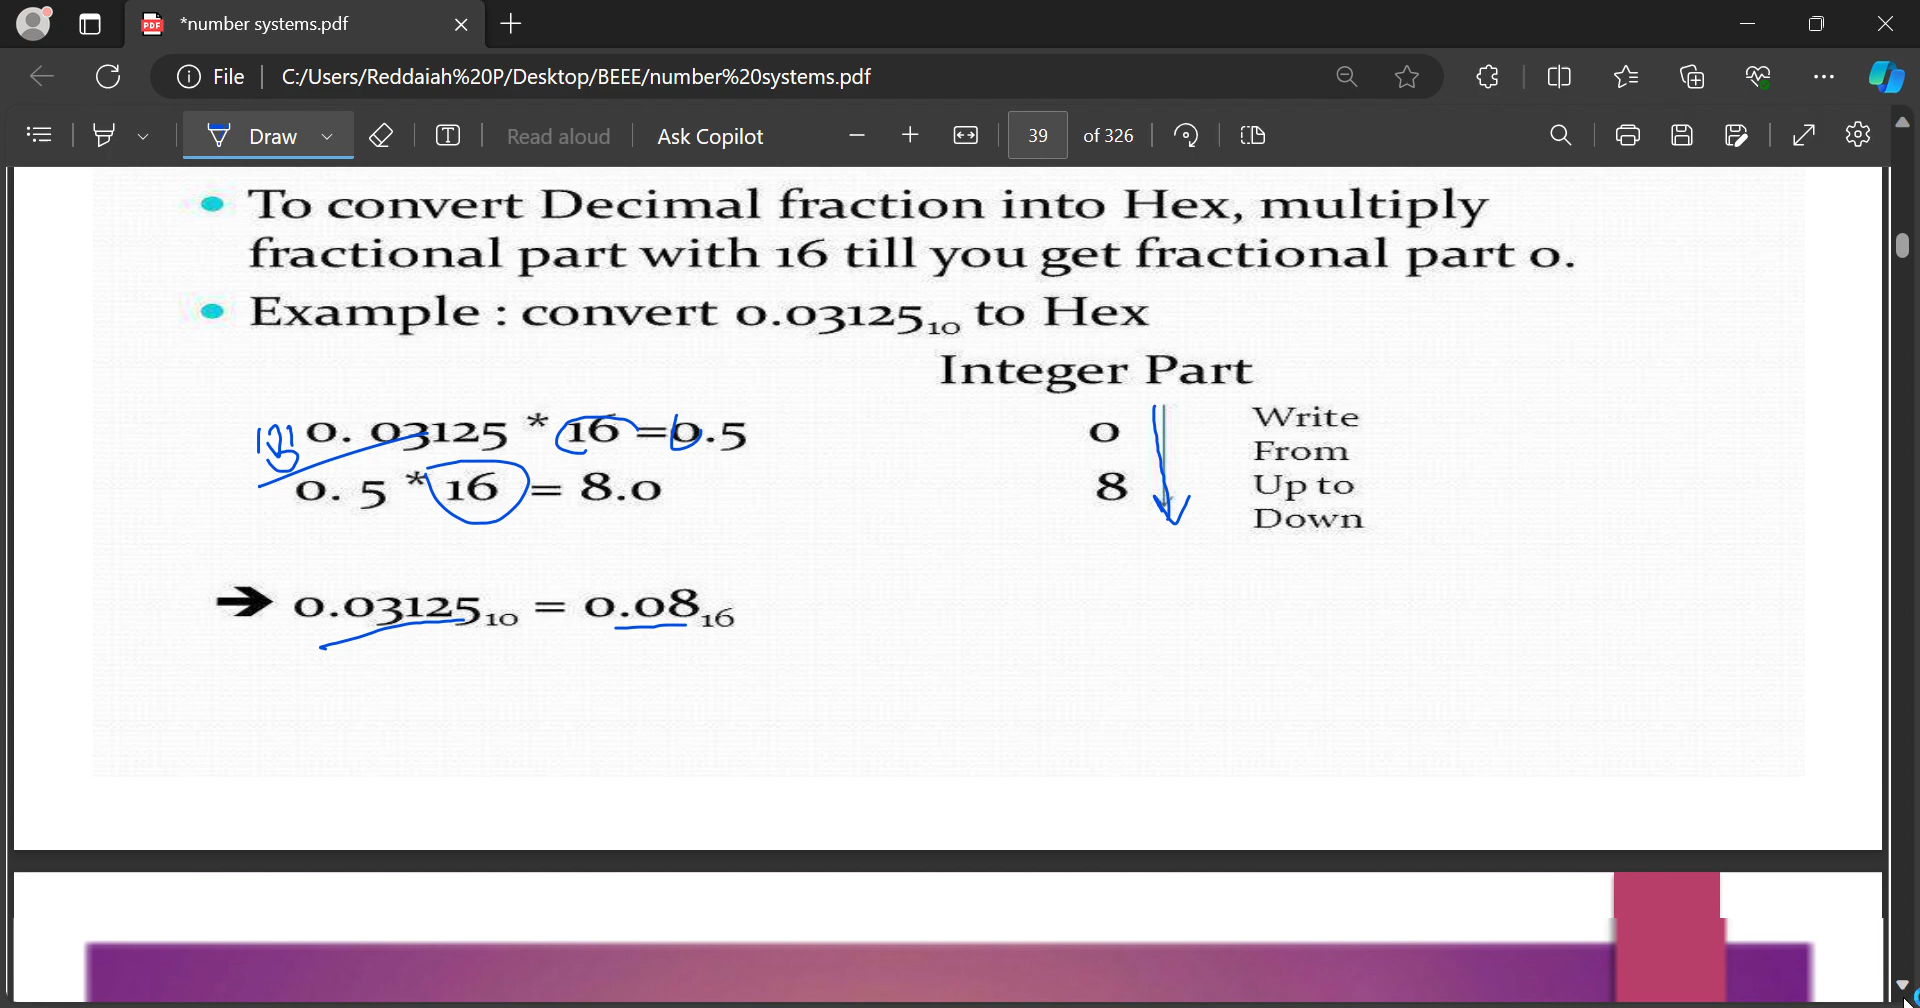 *number systems.pdf
File C:/Users/Reddaiah%20P/Desktop/BEEE/number%20systems.pdf
Draw Read aloud Ask Copilot 39 of 326
To convert Decimal fraction into Hex, multiply
fractional part with 16 till you get fractional part 0.
Example : convert 0.03125₁₀ to Hex
Integer Part
0. 03125 * 16 =0.5 0 Write
From
0. 5 * 16 = 8.0 8 Up to
Down
➔ 0.03125₁₀ = 0.08₁₆